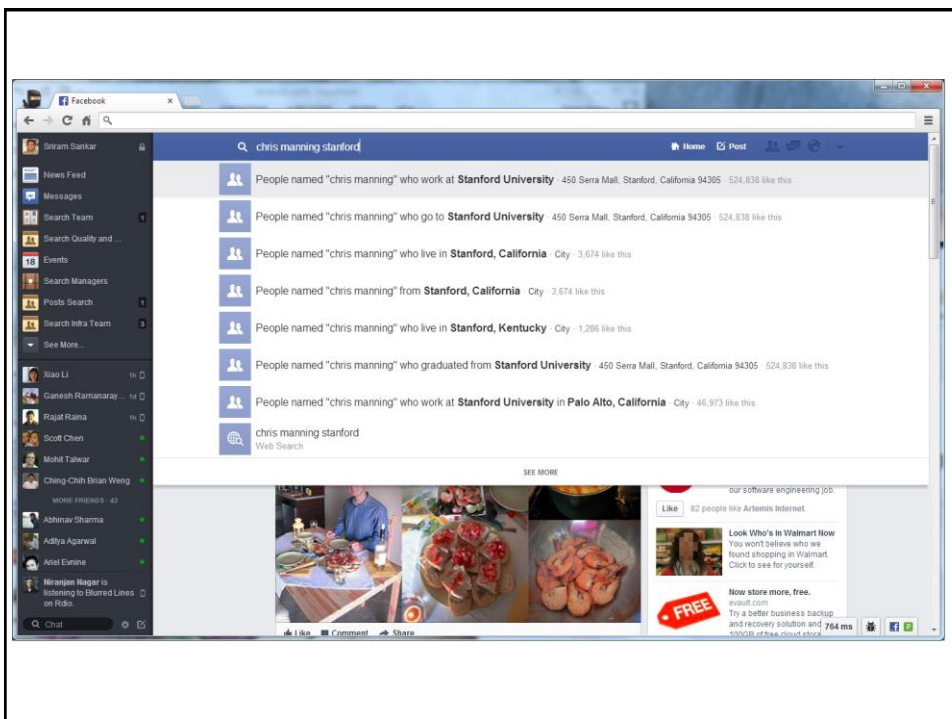 Facebook
Sriram Sankar
chris manning stanford
Home Post
People named "chris manning" who work at Stanford University · 450 Serra Mall, Stanford, California 94305 · 524,838 like this
People named "chris manning" who go to Stanford University · 450 Serra Mall, Stanford, California 94305 · 524,838 like this
People named "chris manning" who live in Stanford, California · City · 3,674 like this
People named "chris manning" from Stanford, California · City · 3,674 like this
People named "chris manning" who live in Stanford, Kentucky · City · 1,286 like this
People named "chris manning" who graduated from Stanford University · 450 Serra Mall, Stanford, California 94305 · 524,838 like this
People named "chris manning" who work at Stanford University in Palo Alto, California · City · 46,973 like this
chris manning stanford
Web Search
SEE MORE
News Feed
Messages
Search Team 1
Search Quality and ...
18 Events
Search Managers
Posts Search 1
Search Infra Team 3
See More...
Xiao Li 1h
Ganesh Ramanaray... 1d
Rajat Raina 1h
Scott Chen
Mohit Talwar
Ching-Chih Brian Weng
MORE FRIENDS · 43
Abhinav Sharma
Aditya Agarwal
Ariel Evnine
Niranjan Nagar is
listening to Blurred Lines
on Rdio.
Chat
Like Comment Share
our software engineering job.
Like 82 people like Artemis Internet.
Look Who's In Walmart Now
You won't believe who we
found shopping in Walmart.
Click to see for yourself.
Now store more, free.
evault.com
FREE
Try a better business backup
and recovery solution and
100GB of free cloud
764 ms